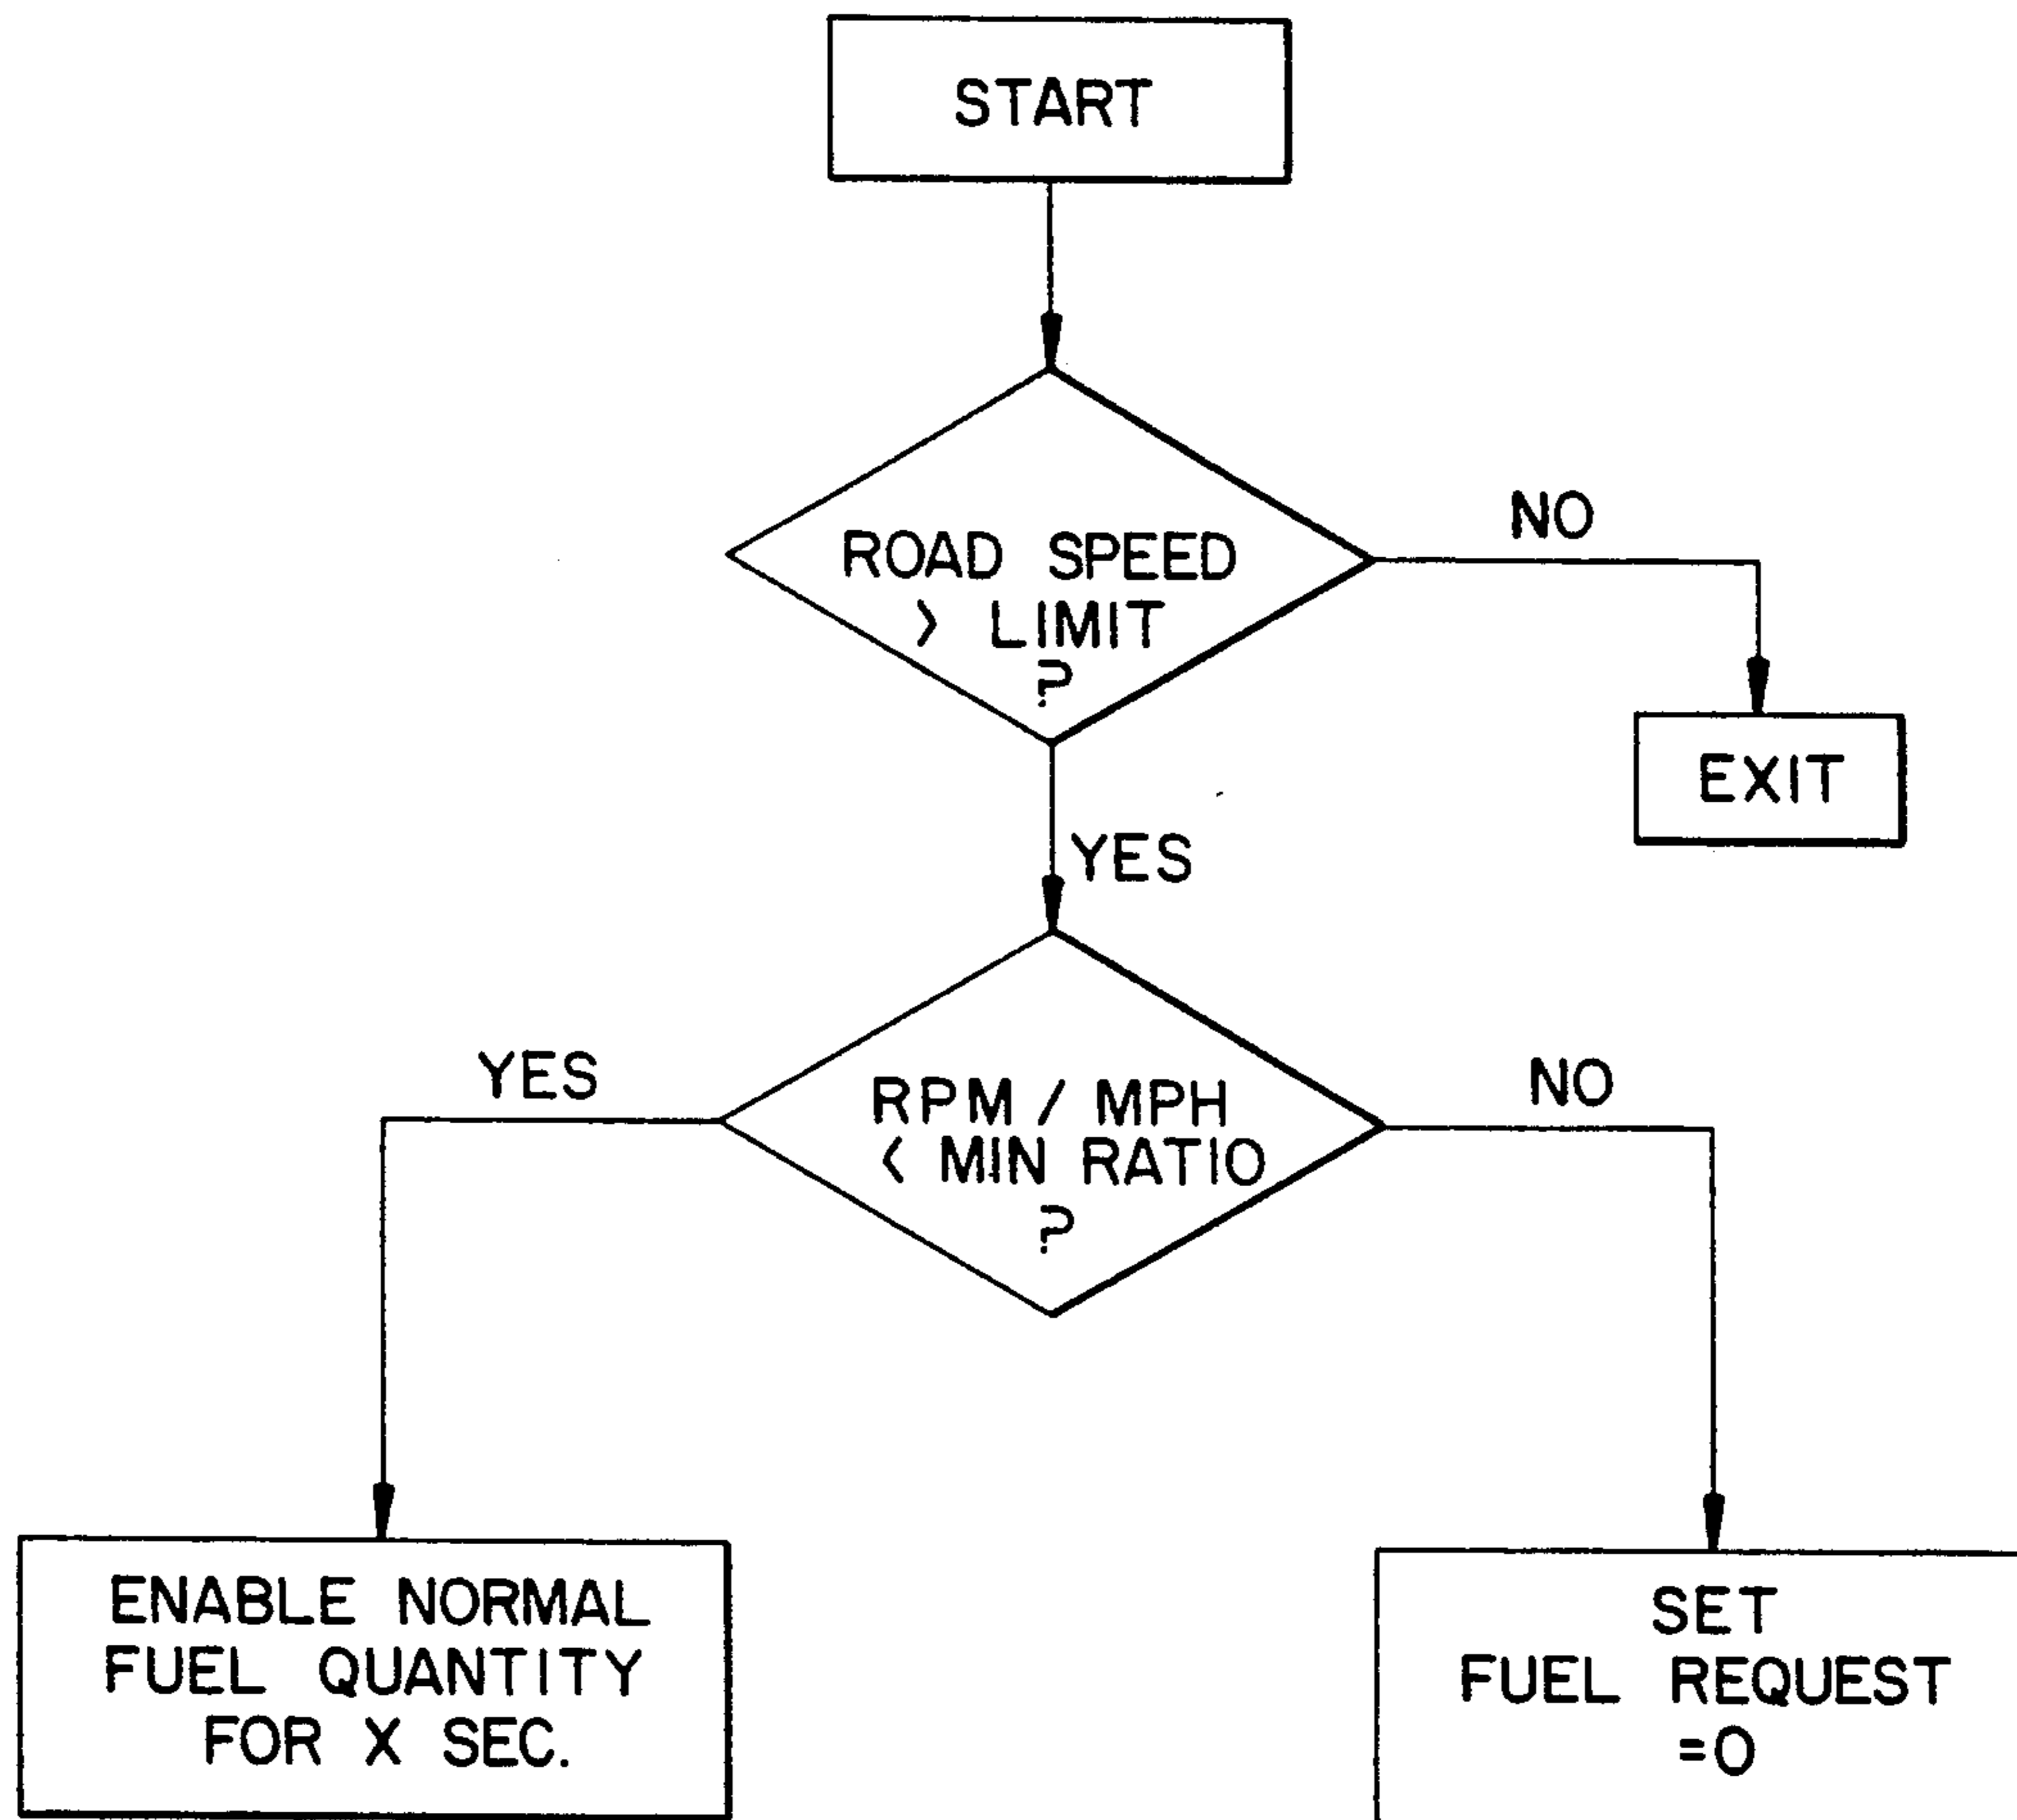 START
ROAD SPEED
> LIMIT
?
NO
EXIT
YES
RPM / MPH
< MIN RATIO
?
YES
NO
ENABLE NORMAL
FUEL QUANTITY
FOR X SEC.
SET
FUEL REQUEST
=0